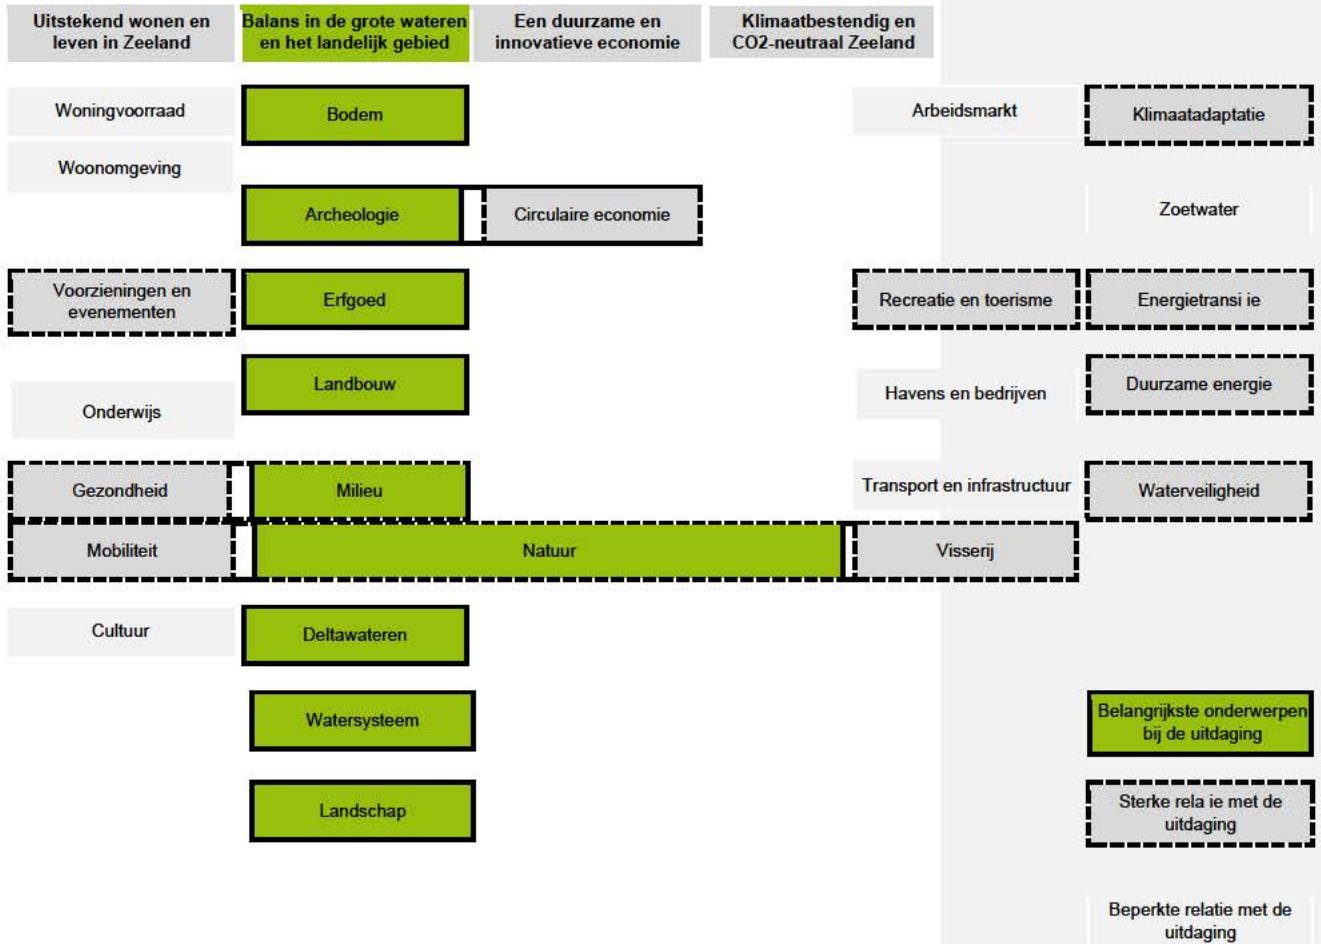 Uitstekend wonen en
leven in Zeeland
Balans in de grote wateren
en het landelijk gebied
Een duurzame en
innovatieve economie
Klimaatbestendig en
CO2-neutraal Zeeland
Woningvoorraad
Bodem
Arbeidsmarkt
Klimaatadaptatie
Woonomgeving
Archeologie
Circulaire economie
Zoetwater
Voorzieningen en
evenementen
Erfgoed
Recreatie en toerisme
Energietransi ie
Onderwijs
Landbouw
Havens en bedrijven
Duurzame energie
Gezondheid
Milieu
Transport en infrastructuur
Waterveiligheid
Mobiliteit
Natuur
Visserij
Cultuur
Deltawateren
Watersysteem
Landschap
Belangrijkste onderwerpen
bij de uitdaging
Sterke rela ie met de
uitdaging
Beperkte relatie met de
uitdaging